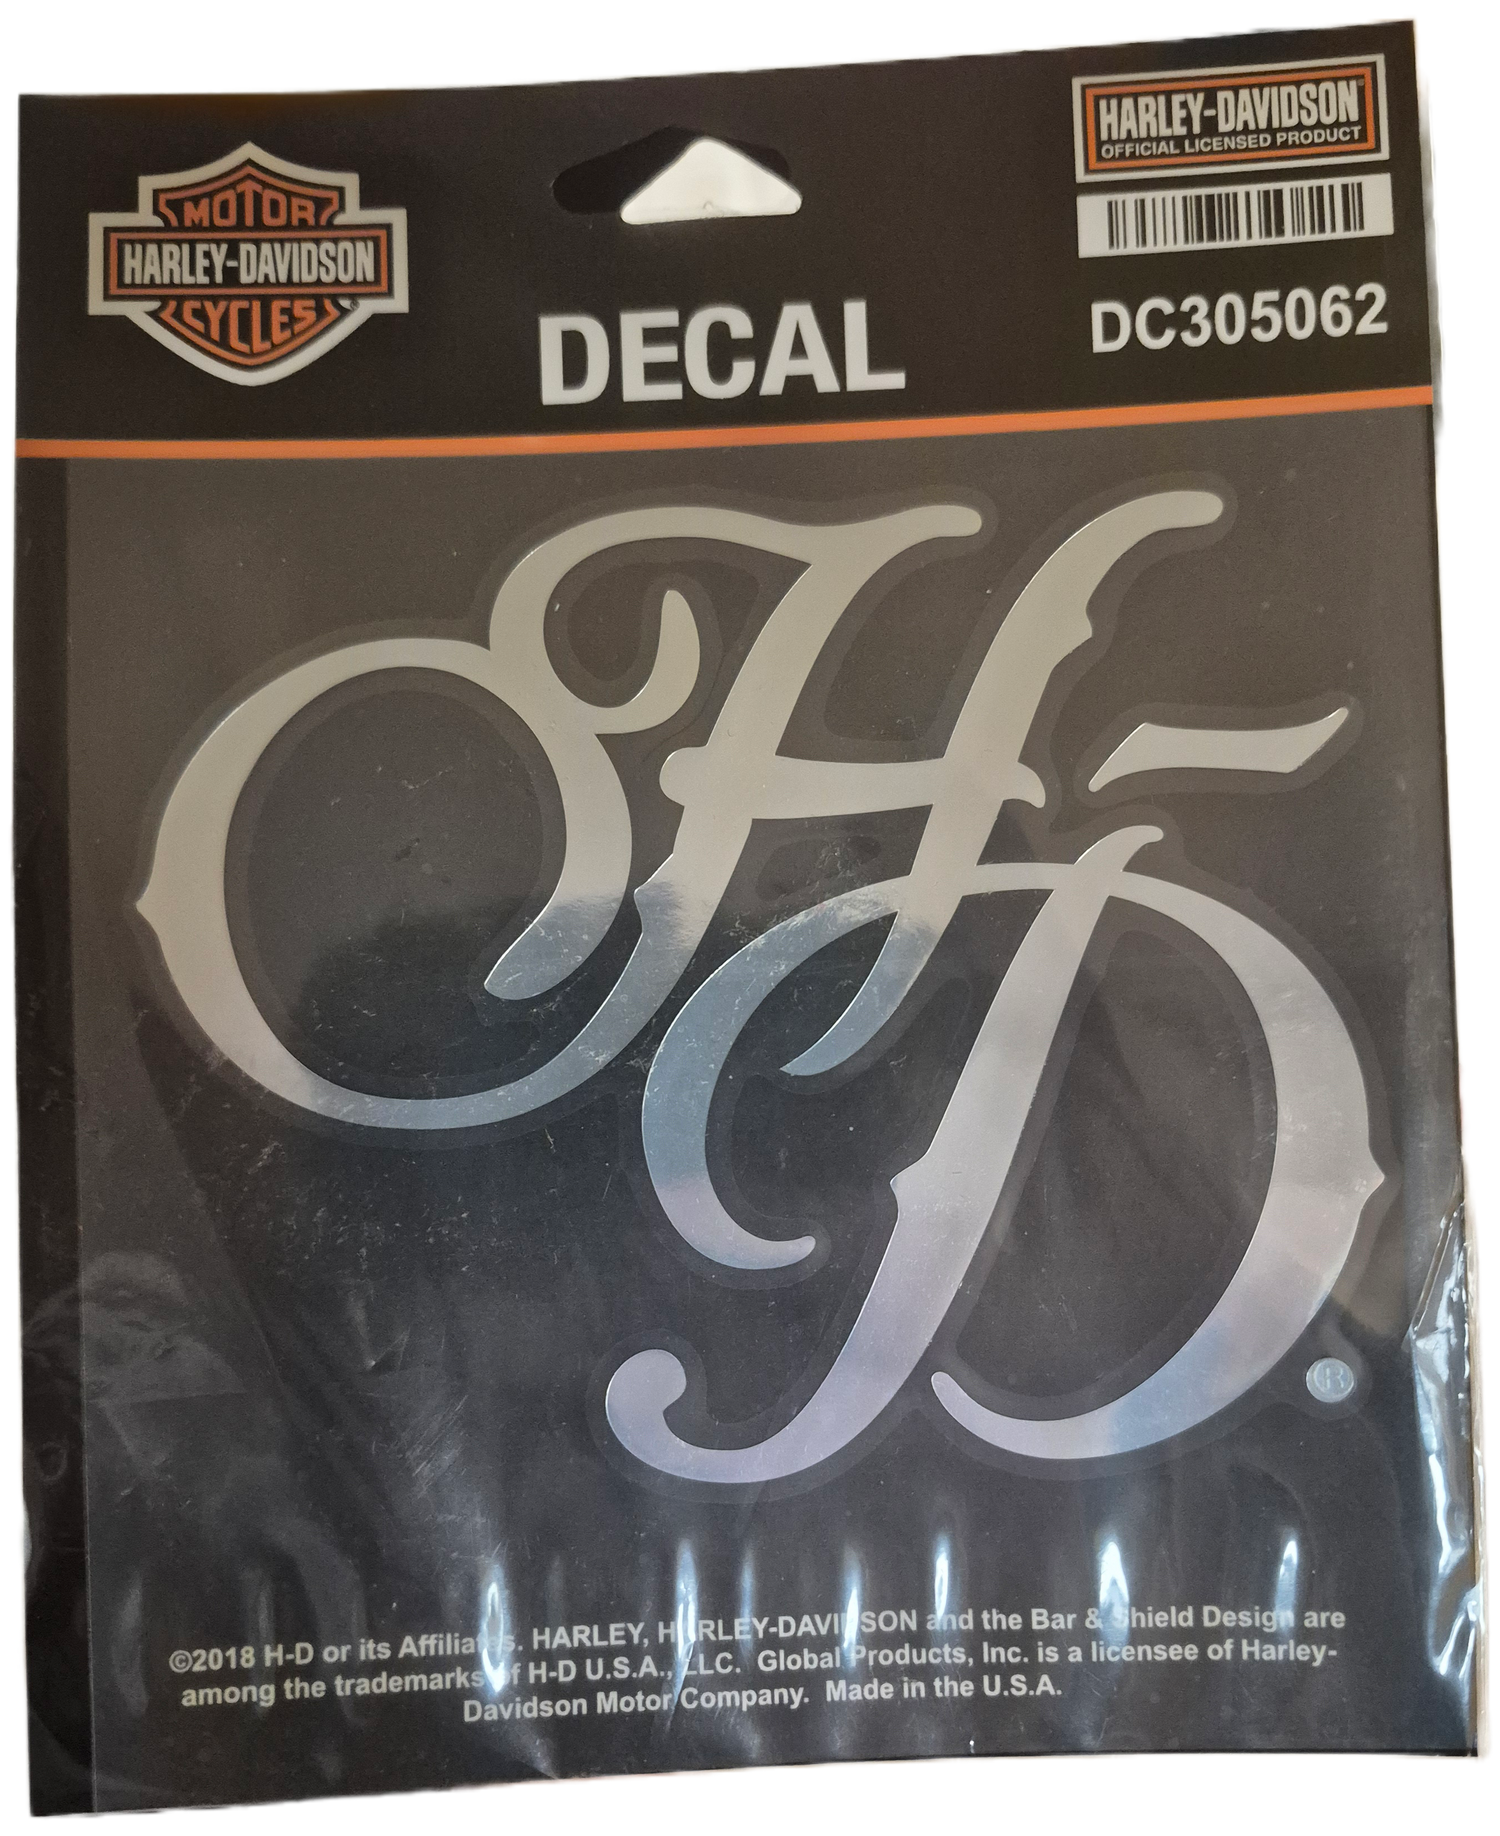 MOTOR
HARLEY-DAVIDSON
CYCLES®
HARLEY-DAVIDSON®
OFFICIAL LICENSED PRODUCT
DECAL
DC305062
H-D
®
©2018 H-D or its Affiliates. HARLEY, HARLEY-DAVIDSON and the Bar & Shield Design are
among the trademarks of H-D U.S.A., LLC. Global Products, Inc. is a licensee of Harley-
Davidson Motor Company. Made in the U.S.A.